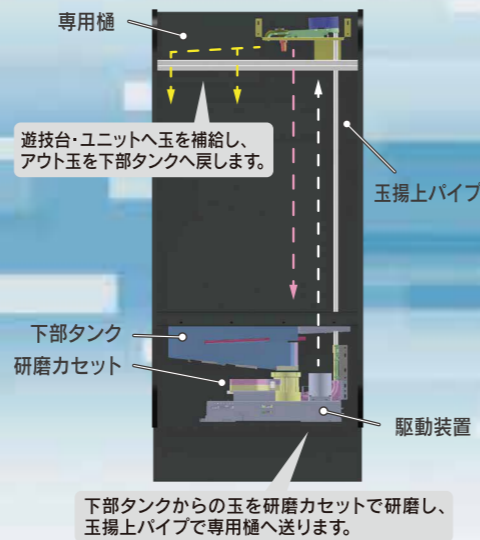 専用樋
遊技台・ユニットへ玉を補給し、
アウト玉を下部タンクへ戻します。
玉揚上パイプ
下部タンク
研磨カセット
駆動装置
下部タンクからの玉を研磨カセットで研磨し、
玉揚上パイプで専用樋へ送ります。